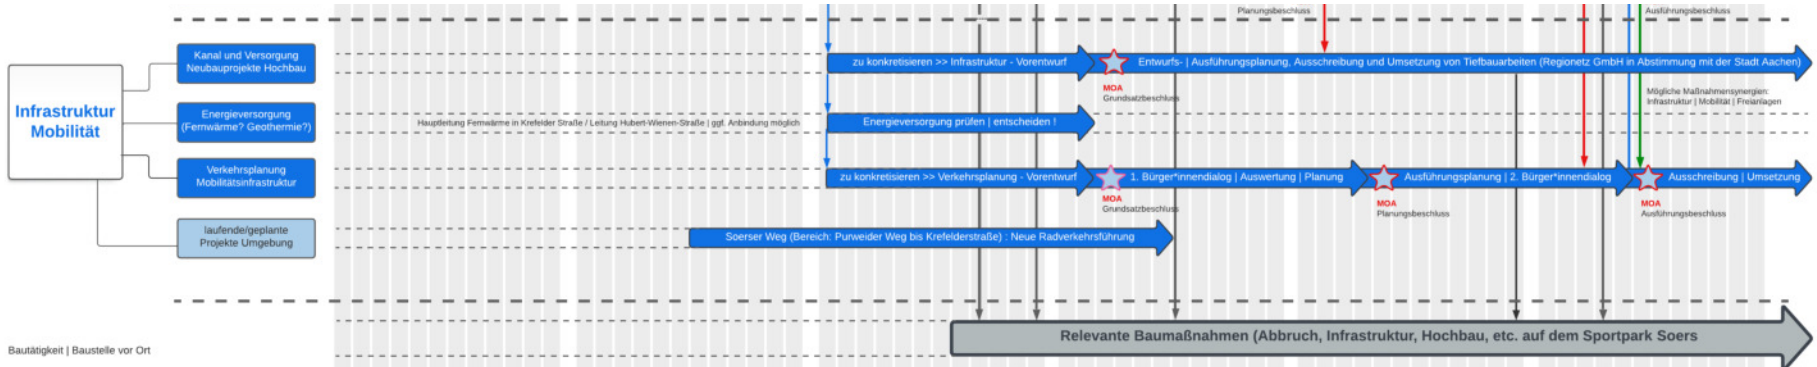 Planungsbeschluss
Ausführungsbeschluss
Infrastruktur
Mobilität
Kanal und Versorgung
Neubauprojekte Hochbau
zu konkretisieren >> Infrastruktur - Vorentwurf
Entwurfs- | Ausführungsplanung, Ausschreibung und Umsetzung von Tiefbauarbeiten (Regionetz GmbH in Abstimmung mit der Stadt Aachen)
MOA
Grundsatzbeschluss
Mögliche Maßnahmensynergien:
Infrastruktur | Mobilität | Freianlagen
Energieversorgung
(Fernwärme? Geothermie?)
Hauptleitung Fernwärme in Krefelder Straße / Leitung Hubert-Wienen-Straße | ggf. Anbindung möglich
Energieversorgung prüfen | entscheiden !
Verkehrsplanung
Mobilitätsinfrastruktur
zu konkretisieren >> Verkehrsplanung - Vorentwurf
1. Bürger*innendialog | Auswertung | Planung
Ausführungsplanung | 2. Bürger*innendialog
Ausschreibung | Umsetzung
MOA
Grundsatzbeschluss
MOA
Planungsbeschluss
MOA
Ausführungsbeschluss
laufende/geplante
Projekte Umgebung
Soerser Weg (Bereich: Purweider Weg bis Krefelderstraße) : Neue Radverkehrsführung
Bautätigkeit | Baustelle vor Ort
Relevante Baumaßnahmen (Abbruch, Infrastruktur, Hochbau, etc. auf dem Sportpark Soers